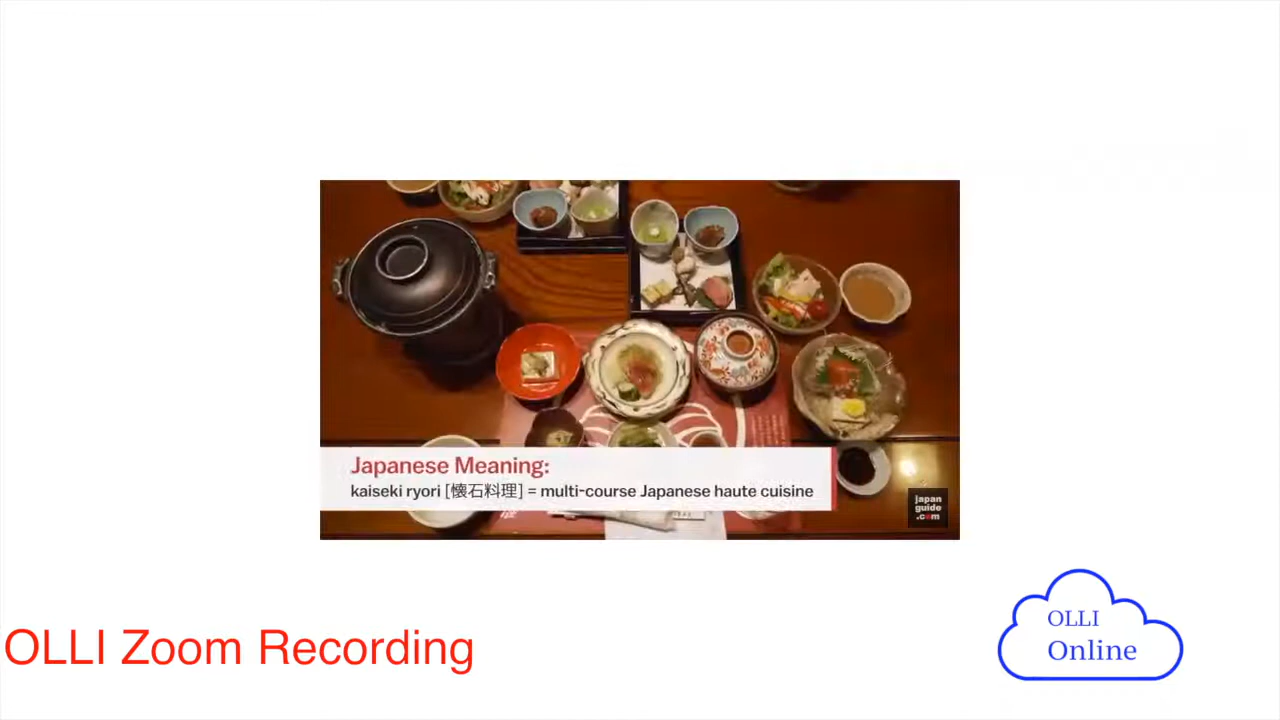 Japanese Meaning:
kaiseki ryori [懐石料理] = multi-course Japanese haute cuisine
japan
guide
.com
OLLI Zoom Recording
OLLI
Online